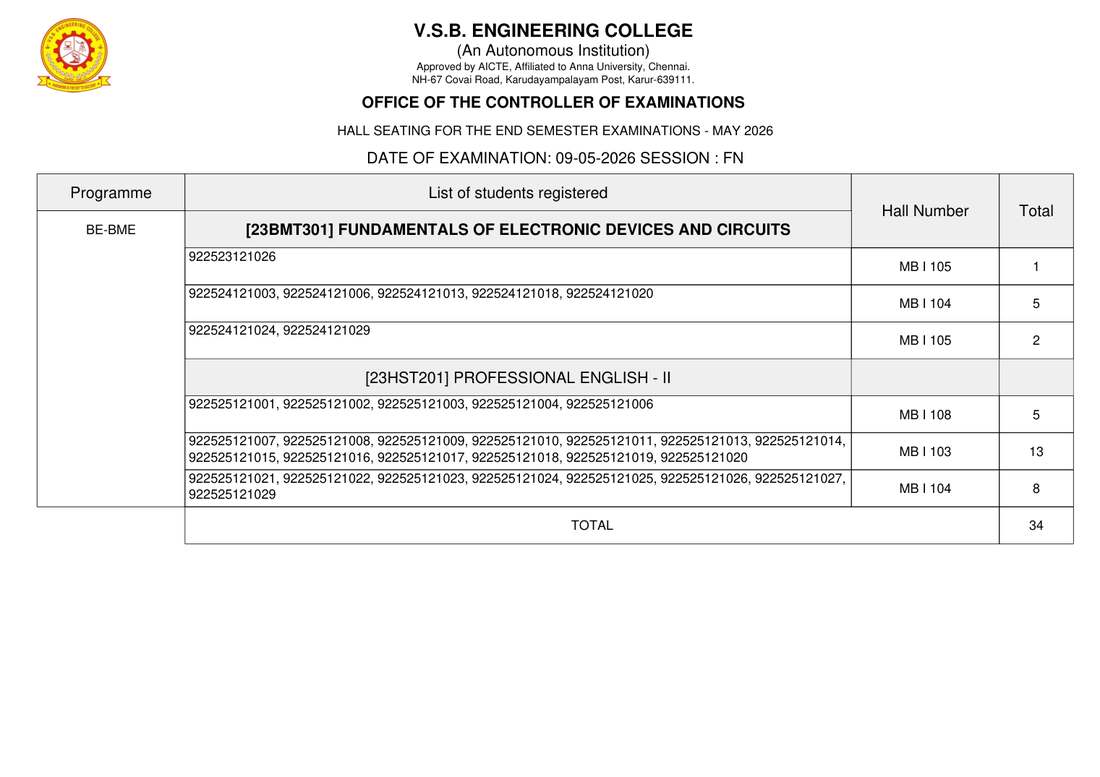 V.S.B. ENGINEERING COLLEGE
(An Autonomous Institution)
Approved by AICTE, Affiliated to Anna University, Chennai.
NH-67 Covai Road, Karudayampalayam Post, Karur-639111.
OFFICE OF THE CONTROLLER OF EXAMINATIONS
HALL SEATING FOR THE END SEMESTER EXAMINATIONS - MAY 2026
DATE OF EXAMINATION: 09-05-2026 SESSION : FN
Programme List of students registered Hall Number Total
BE-BME [23BMT301] FUNDAMENTALS OF ELECTRONIC DEVICES AND CIRCUITS
922523121026 MB I 105 1
922524121003, 922524121006, 922524121013, 922524121018, 922524121020 MB I 104 5
922524121024, 922524121029 MB I 105 2
[23HST201] PROFESSIONAL ENGLISH - II
922525121001, 922525121002, 922525121003, 922525121004, 922525121006 MB I 108 5
922525121007, 922525121008, 922525121009, 922525121010, 922525121011, 922525121013, 922525121014,
922525121015, 922525121016, 922525121017, 922525121018, 922525121019, 922525121020 MB I 103 13
922525121021, 922525121022, 922525121023, 922525121024, 922525121025, 922525121026, 922525121027,
922525121029 MB I 104 8
TOTAL 34